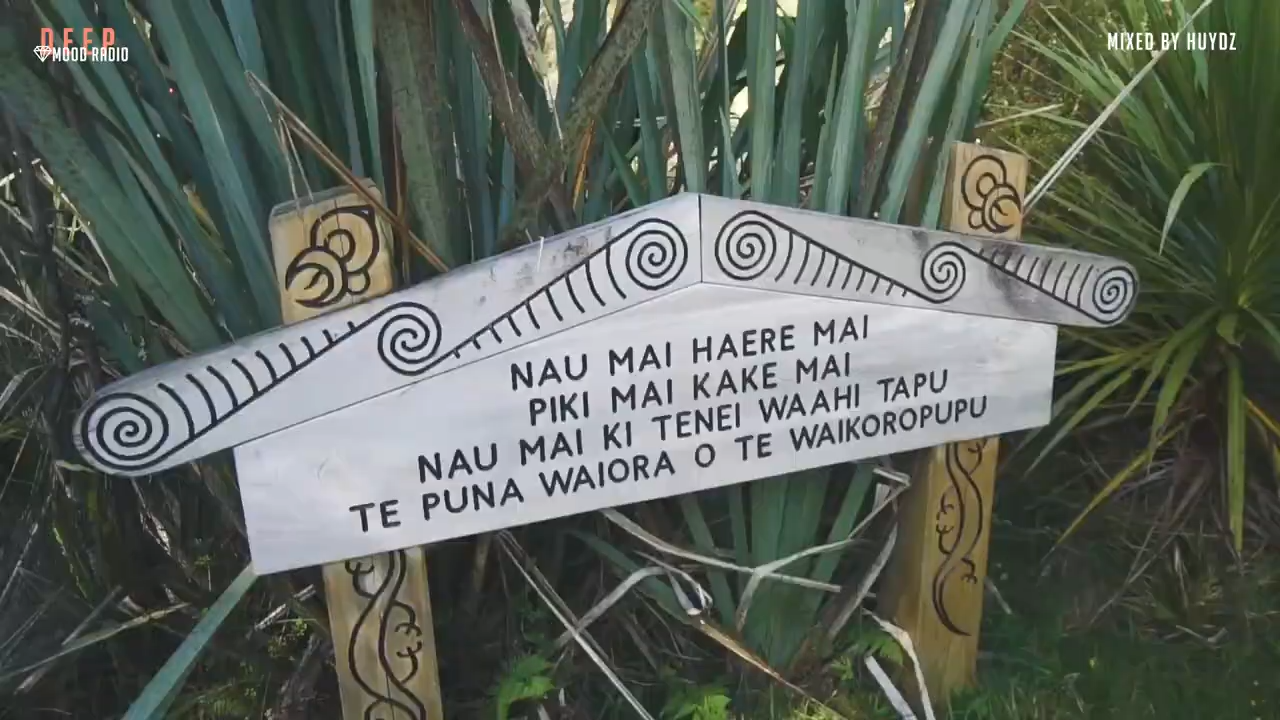 DEEP
MOOD RADIO
MIXED BY HUYDZ
NAU MAI HAERE MAI
PIKI MAI KAKE MAI
NAU MAI KI TENEI WAAHI TAPU
TE PUNA WAIORA O TE WAIKOROPUPU